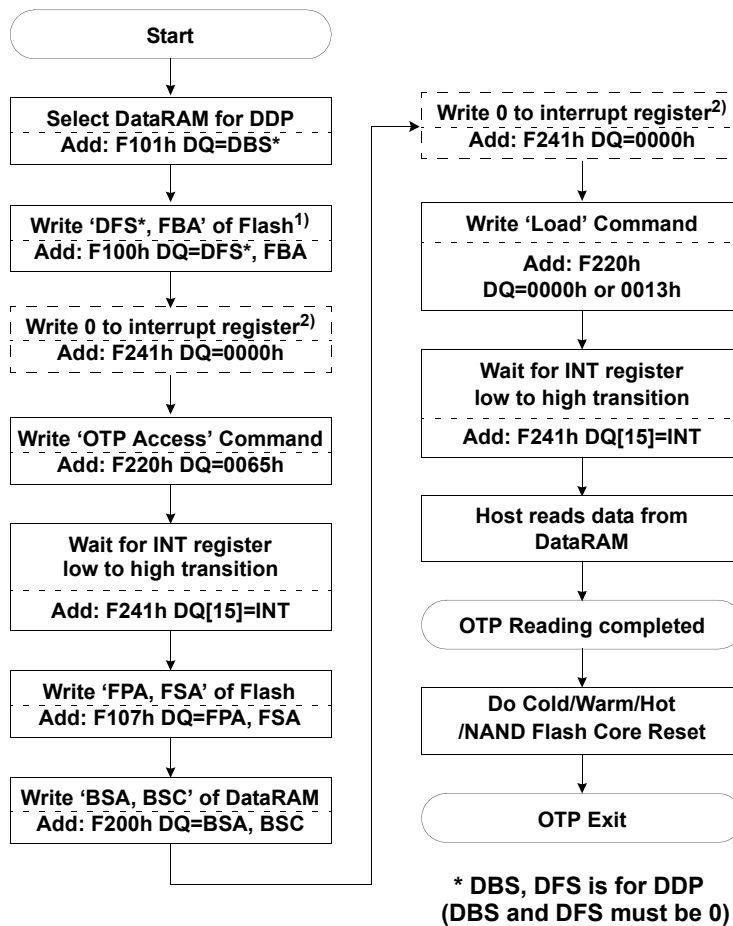 Start
Select DataRAM for DDP
Add: F101h DQ=DBS*
Write ‘DFS*, FBA’ of Flash1)
Add: F100h DQ=DFS*, FBA
Write 0 to interrupt register2)
Add: F241h DQ=0000h
Write ‘OTP Access’ Command
Add: F220h DQ=0065h
Wait for INT register
low to high transition
Add: F241h DQ[15]=INT
Write ‘FPA, FSA’ of Flash
Add: F107h DQ=FPA, FSA
Write ‘BSA, BSC’ of DataRAM
Add: F200h DQ=BSA, BSC
Write 0 to interrupt register2)
Add: F241h DQ=0000h
Write ‘Load’ Command
Add: F220h
DQ=0000h or 0013h
Wait for INT register
low to high transition
Add: F241h DQ[15]=INT
Host reads data from
DataRAM
OTP Reading completed
Do Cold/Warm/Hot
/NAND Flash Core Reset
OTP Exit
* DBS, DFS is for DDP
(DBS and DFS must be 0)